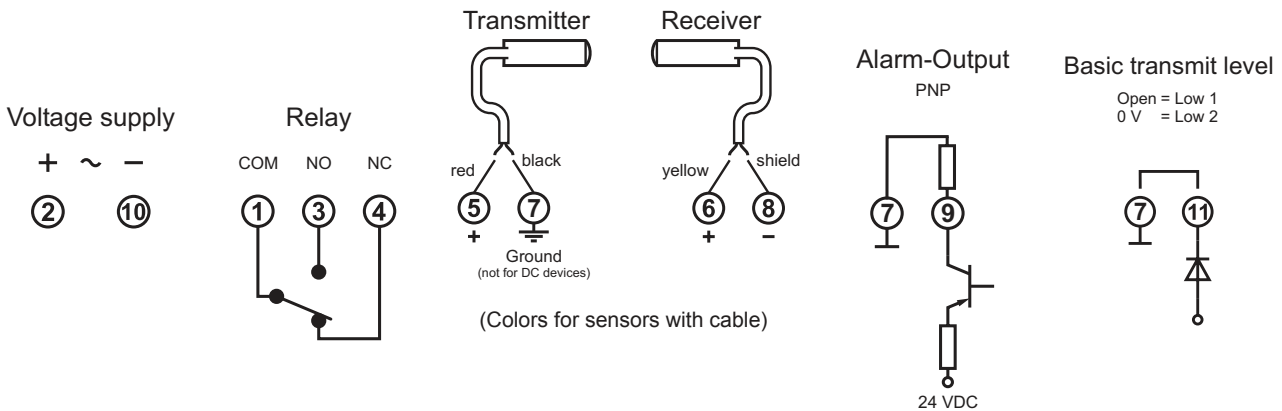 Voltage supply
+ ~ −
2 10
Relay
COM NO NC
1 3 4
Transmitter
red black
5 7
+
Ground
(not for DC devices)
Receiver
yellow shield
6 8
+ −
(Colors for sensors with cable)
Alarm-Output
PNP
7 9
24 VDC
Basic transmit level
Open = Low 1
0 V = Low 2
7 11